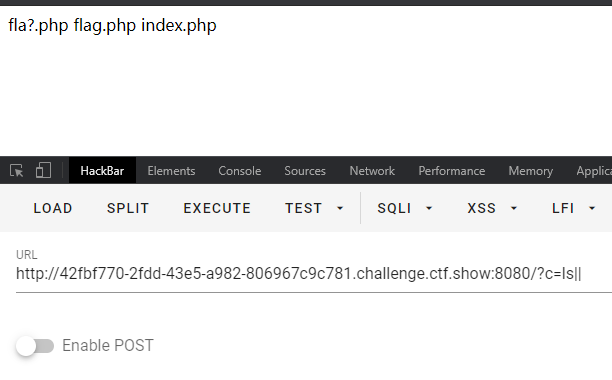 fla?.php flag.php index.php
HackBar Elements Console Sources Network Performance Memory Applica
LOAD SPLIT EXECUTE TEST SQLI XSS LFI
URL
http://42fbf770-2fdd-43e5-a982-806967c9c781.challenge.ctf.show:8080/?c=ls||
Enable POST